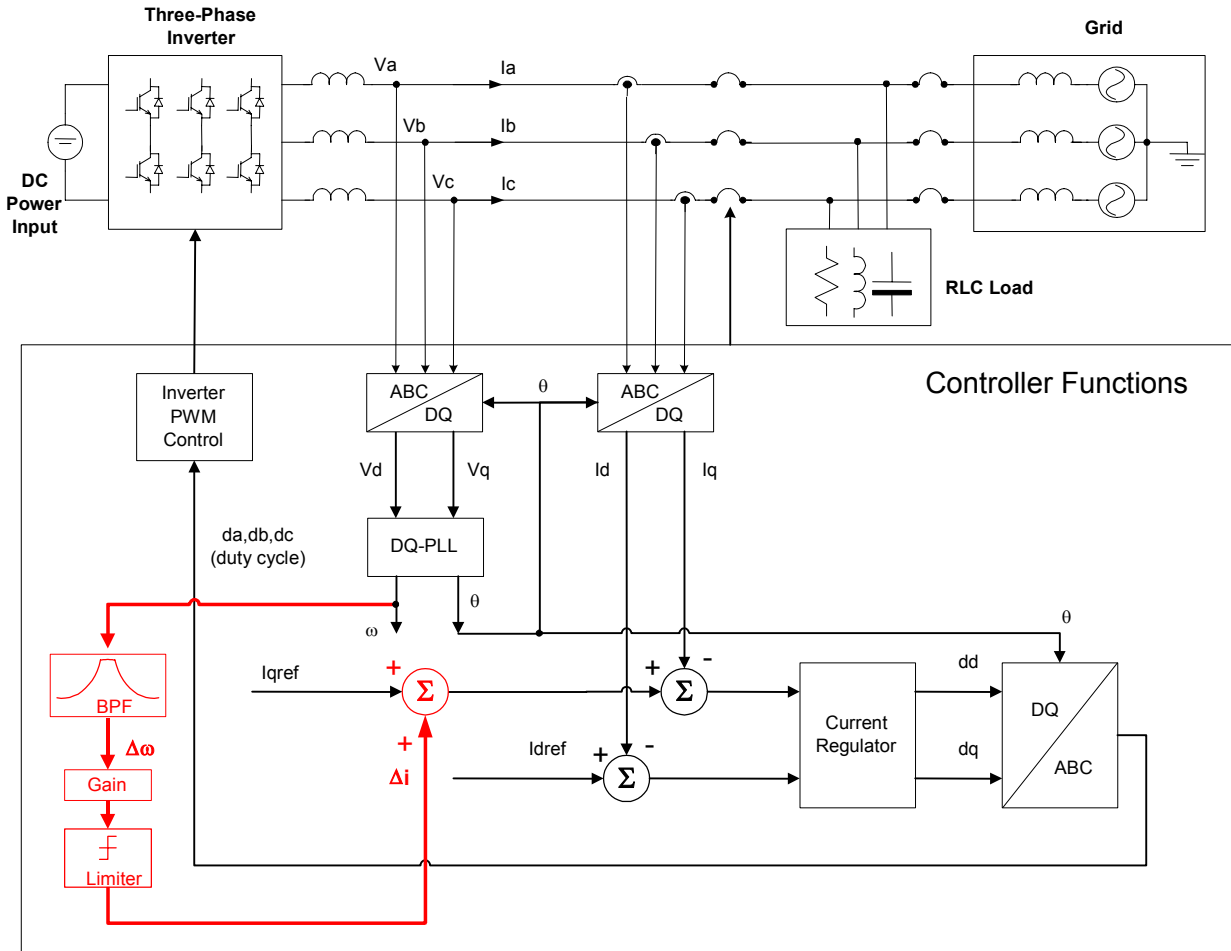 Three-Phase
Inverter
Grid
Va
Ia
Vb
Ib
Vc
Ic
DC
Power
Input
RLC Load
Controller Functions
Inverter
PWM
Control
ABC
DQ
θ
ABC
DQ
Vd
Vq
Id
Iq
da,db,dc
(duty cycle)
DQ-PLL
θ
ω
θ
BPF
Iqref
+
Σ
+
-
Σ
dd
Current
Regulator
DQ
ABC
Δω
+
Δi
Idref
+
-
Σ
dq
Gain
Limiter